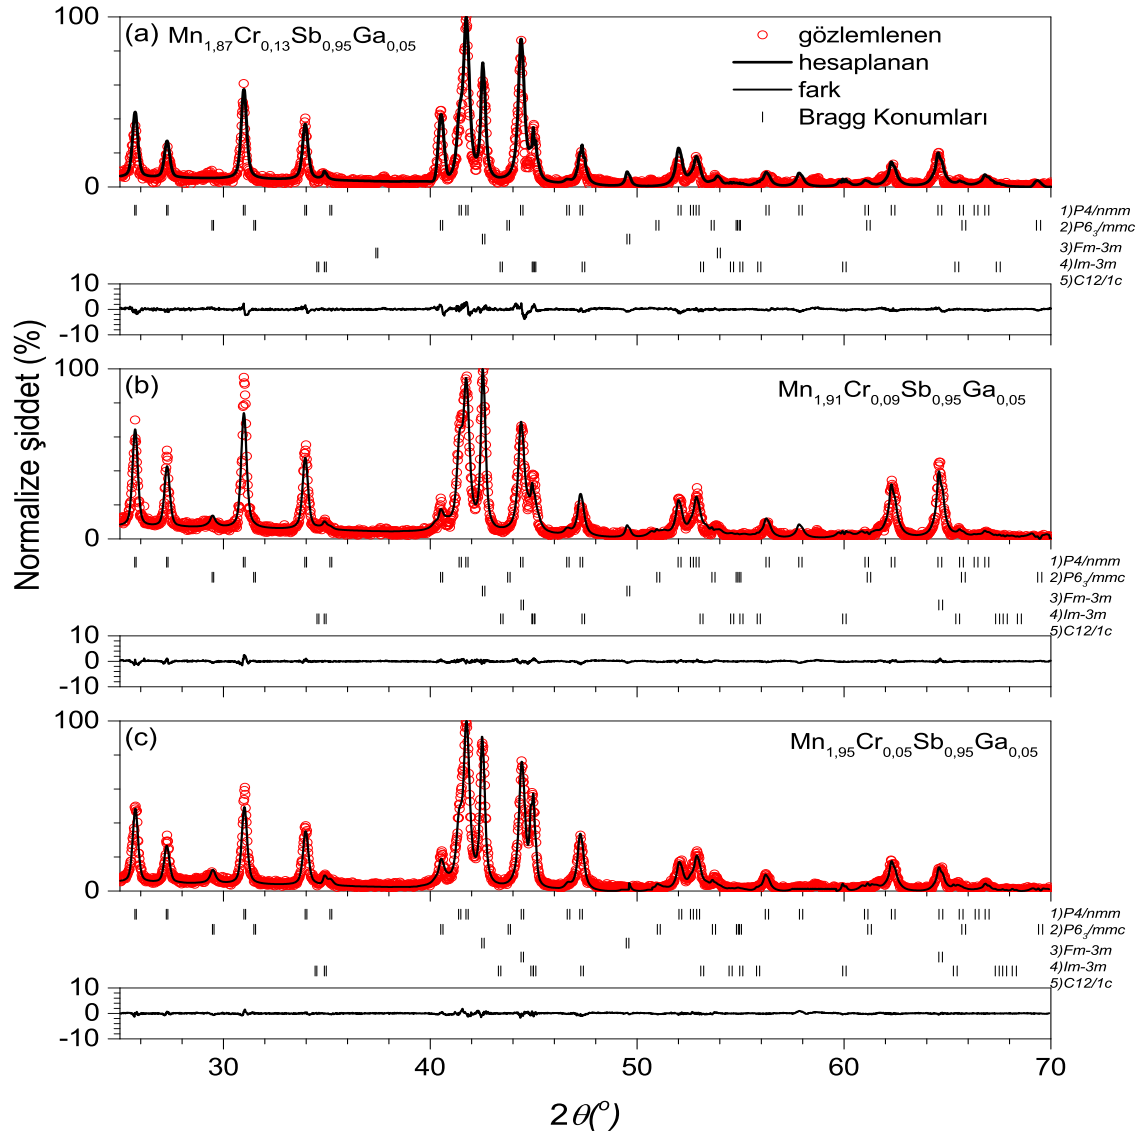 100
(a) Mn1,87Cr0,13Sb0,95Ga0,05
gözlemlenen
hesaplanan
fark
Bragg Konumları
0
1)P4/nmm
2)P63/mmc
3)Fm-3m
4)Im-3m
5)C12/1c
10
0
-10
100
(b)
Mn1,91Cr0,09Sb0,95Ga0,05
0
1)P4/nmm
2)P63/mmc
3)Fm-3m
4)Im-3m
5)C12/1c
10
0
-10
100
(c)
Mn1,95Cr0,05Sb0,95Ga0,05
0
1)P4/nmm
2)P63/mmc
3)Fm-3m
4)Im-3m
5)C12/1c
10
0
-10
30 40 50 60 70
2θ(o)
Normalize şiddet (%)